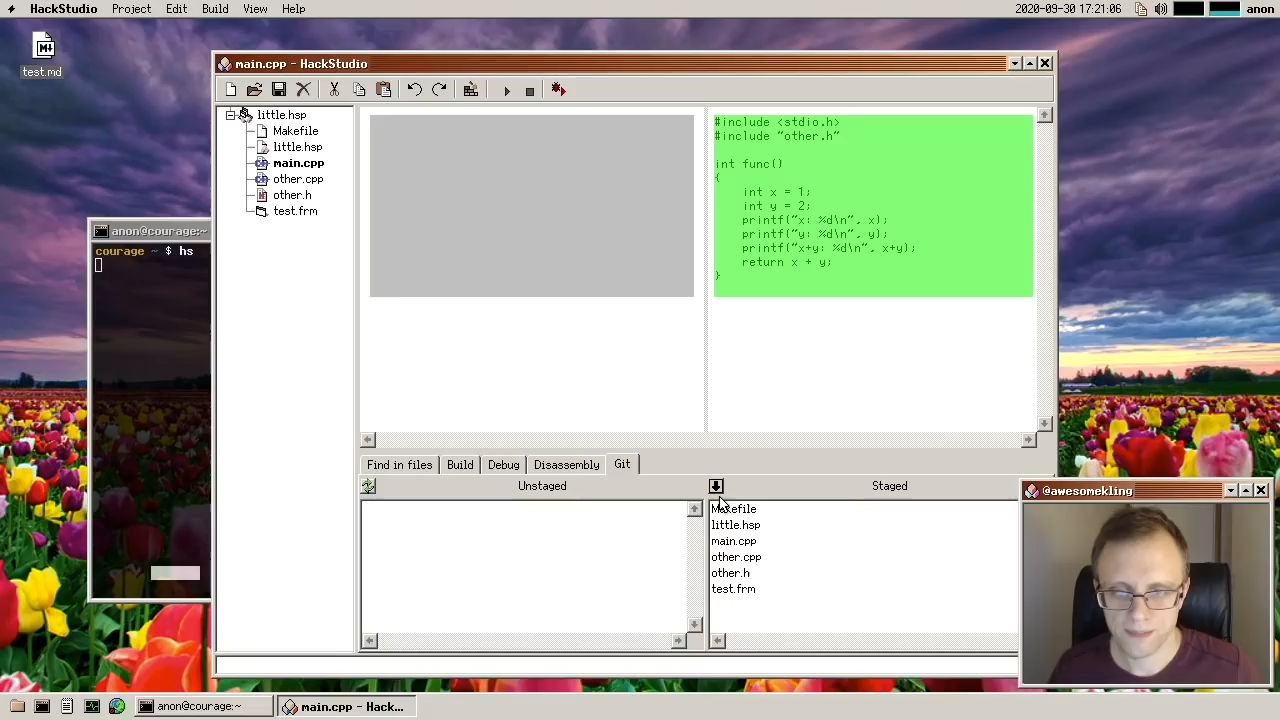 HackStudio Project Edit Build View Help 2020-09-30 17:21:06 anon
test.md
main.cpp - HackStudio
little.hsp
Makefile
little.hsp
main.cpp
other.cpp
other.h
test.frm
anon@courage:~
courage ~ $ hs
#include <stdio.h>
#include "other.h"
int func()
{
int x = 1;
int y = 2;
printf("x: %d\n", x);
printf("y: %d\n", y);
printf("x+y: %d\n", x+y);
return x + y;
}
Find in files Build Debug Disassembly Git
Unstaged Staged
Makefile
little.hsp
main.cpp
other.cpp
other.h
test.frm
@awesomekling
anon@courage:~ main.cpp - Hack...